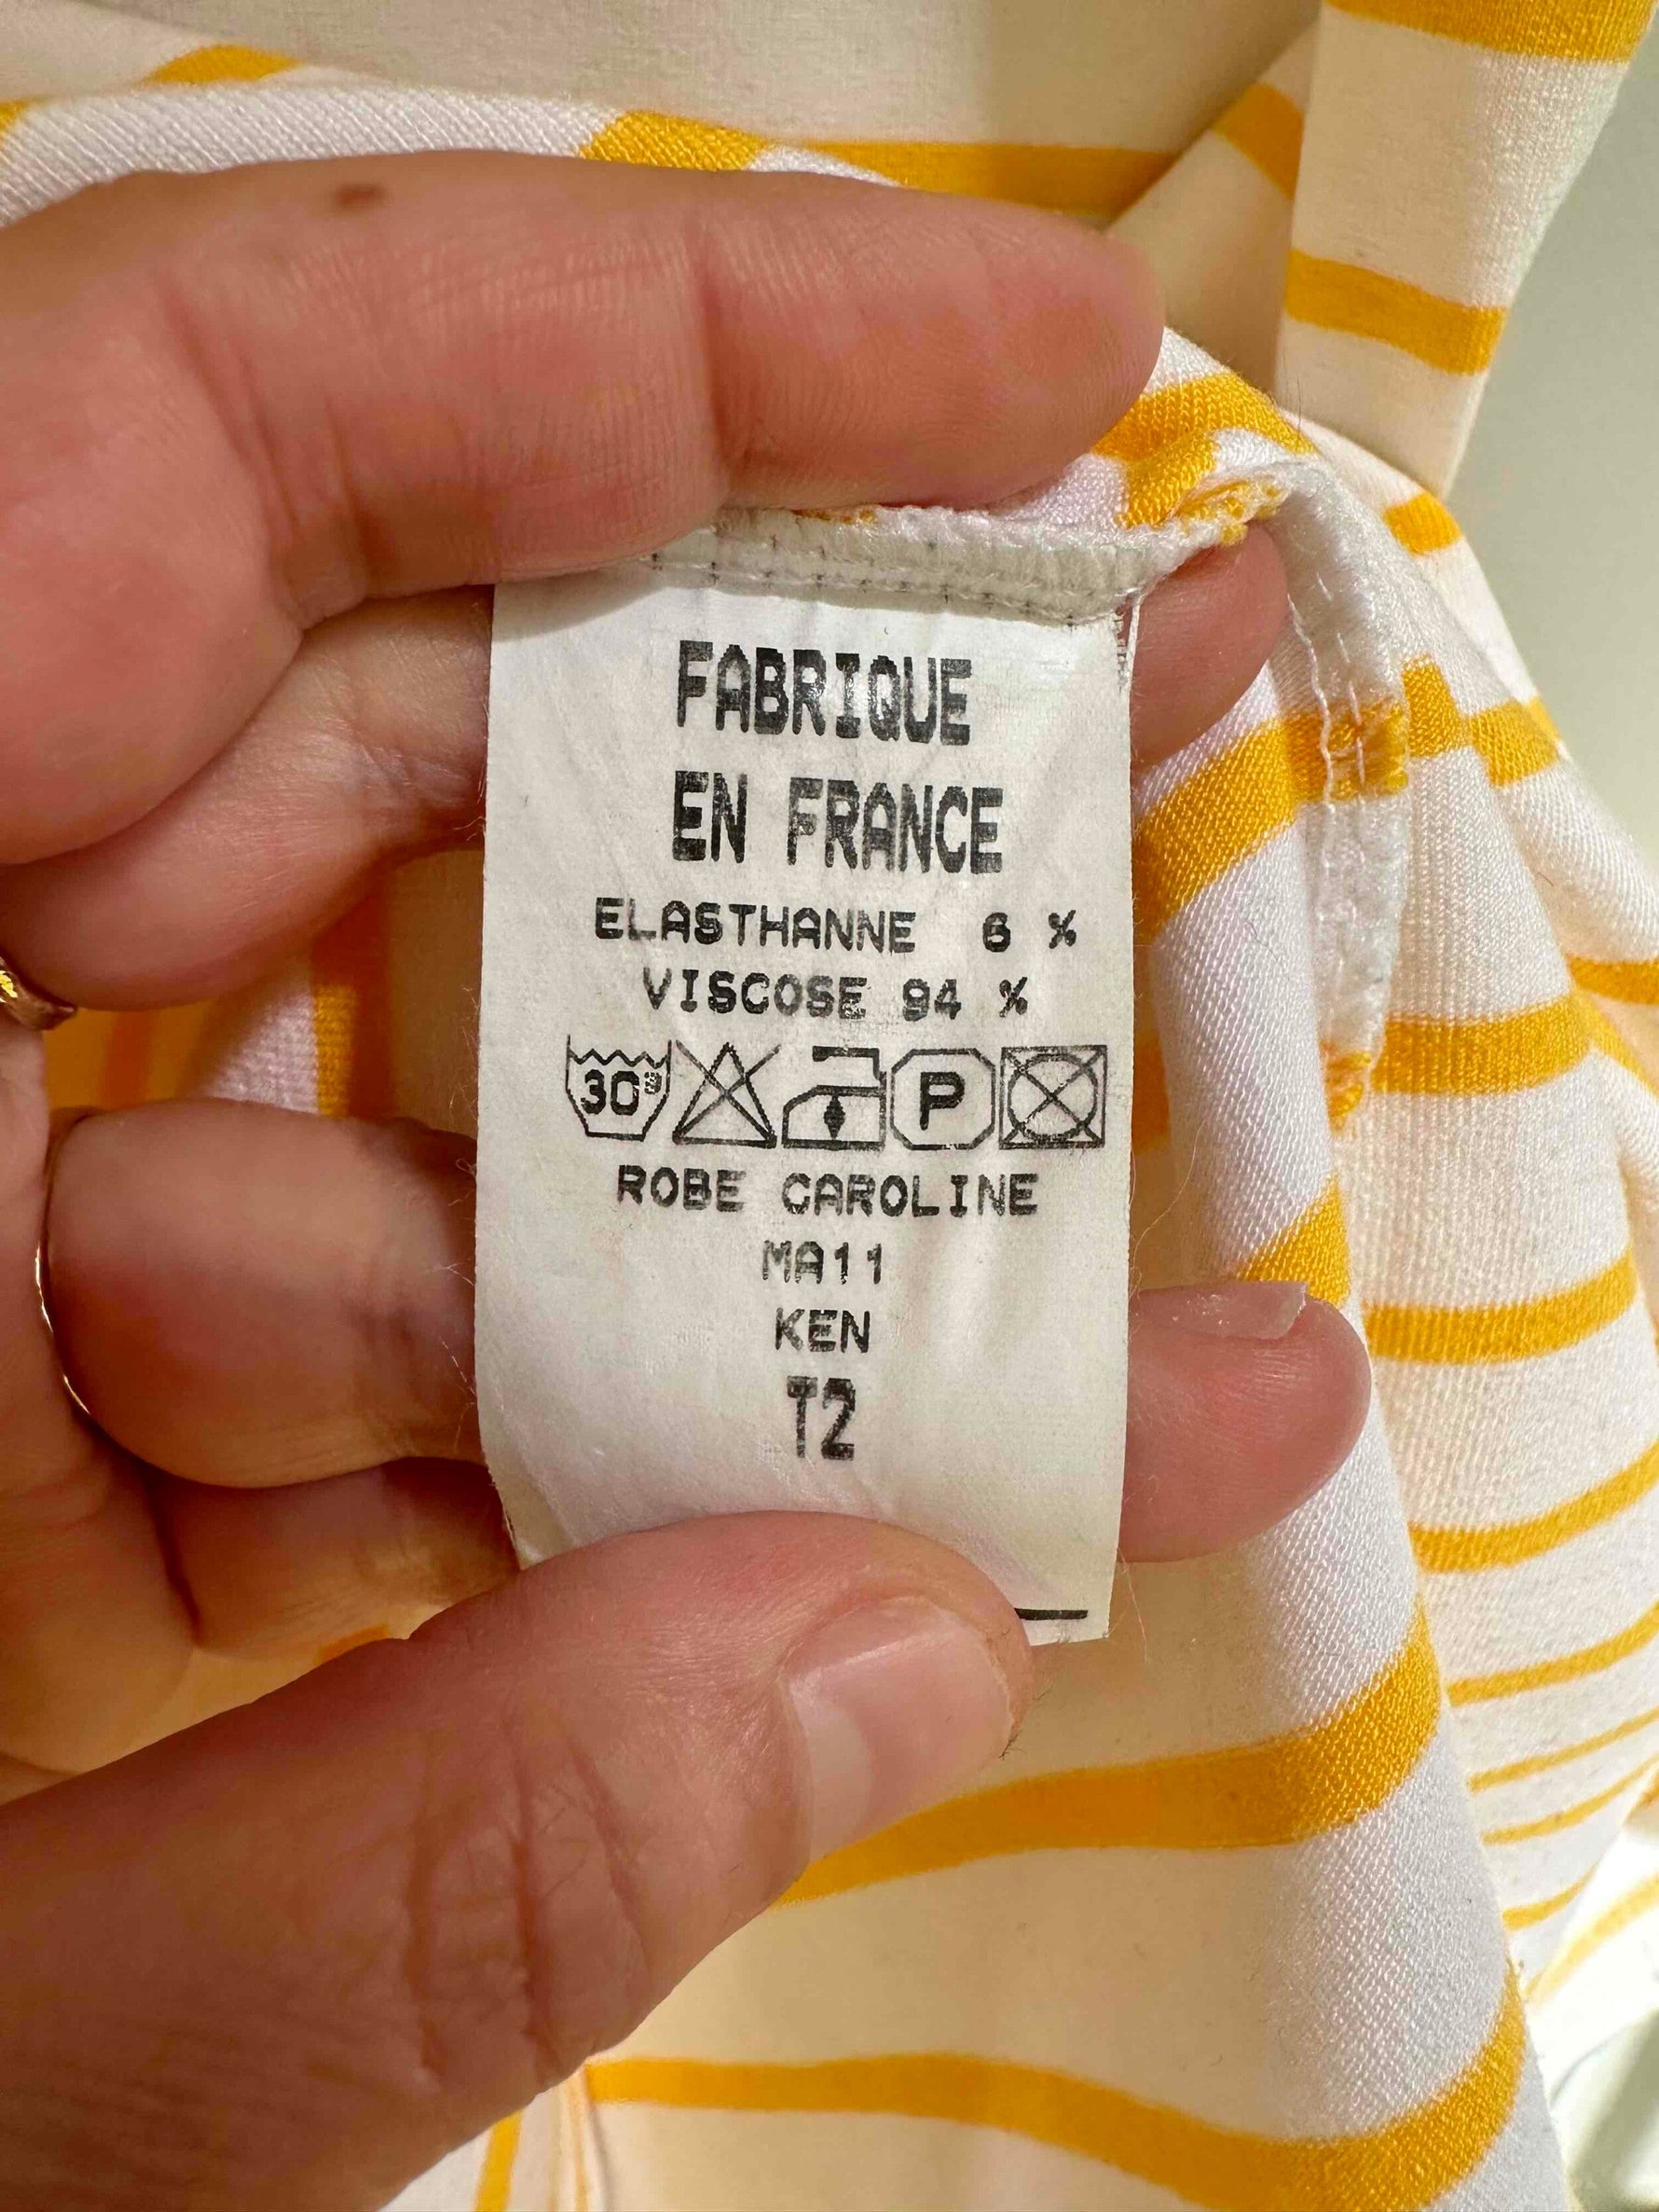 FABRIQUE
EN FRANCE
ELASTHANNE 6 %
VISCOSE 94 %
30° P
ROBE CAROLINE
MA11
KEN
T2